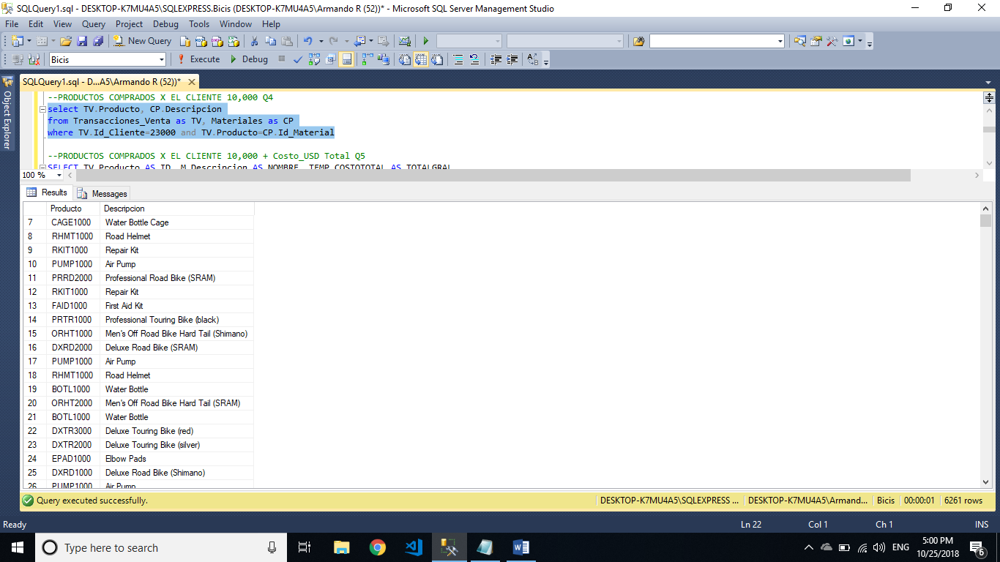 SQLQuery1.sql - DESKTOP-K7MU4A5\SQLEXPRESS.Bicis (DESKTOP-K7MU4A5\Armando R (52))* - Microsoft SQL Server Management Studio
File Edit View Query Project Debug Tools Window Help
New Query
Bicis Execute Debug
Object Explorer
SQLQuery1.sql - D...A5\Armando R (52))*
--PRODUCTOS COMPRADOS X EL CLIENTE 10,000 Q4
select TV.Producto, CP.Descripcion
from Transacciones_Venta as TV, Materiales as CP
where TV.Id_Cliente=23000 and TV.Producto=CP.Id_Material
--PRODUCTOS COMPRADOS X EL CLIENTE 10,000 + Costo_USD Total Q5
SELECT TV.Producto AS ID, M.Descripcion AS NOMBRE, TEMP.COSTOTOTAL AS TOTALGRAL
100 %
Results Messages
Producto Descripcion
7 CAGE1000 Water Bottle Cage
8 RHMT1000 Road Helmet
9 RKIT1000 Repair Kit
10 PUMP1000 Air Pump
11 PRRD2000 Professional Road Bike (SRAM)
12 RKIT1000 Repair Kit
13 FAID1000 First Aid Kit
14 PRTR1000 Professional Touring Bike (black)
15 ORHT1000 Men's Off Road Bike Hard Tail (Shimano)
16 DXRD2000 Deluxe Road Bike (SRAM)
17 PUMP1000 Air Pump
18 RHMT1000 Road Helmet
19 BOTL1000 Water Bottle
20 ORHT2000 Men's Off Road Bike Hard Tail (SRAM)
21 BOTL1000 Water Bottle
22 DXTR3000 Deluxe Touring Bike (red)
23 DXTR2000 Deluxe Touring Bike (silver)
24 EPAD1000 Elbow Pads
25 DXRD1000 Deluxe Road Bike (Shimano)
26 PUMP1000 Air Pump
Query executed successfully. DESKTOP-K7MU4A5\SQLEXPRESS ... DESKTOP-K7MU4A5\Armand... Bicis 00:00:01 6261 rows
Ready Ln 22 Col 1 Ch 1 INS
Type here to search
ENG
5:00 PM
10/25/2018
6